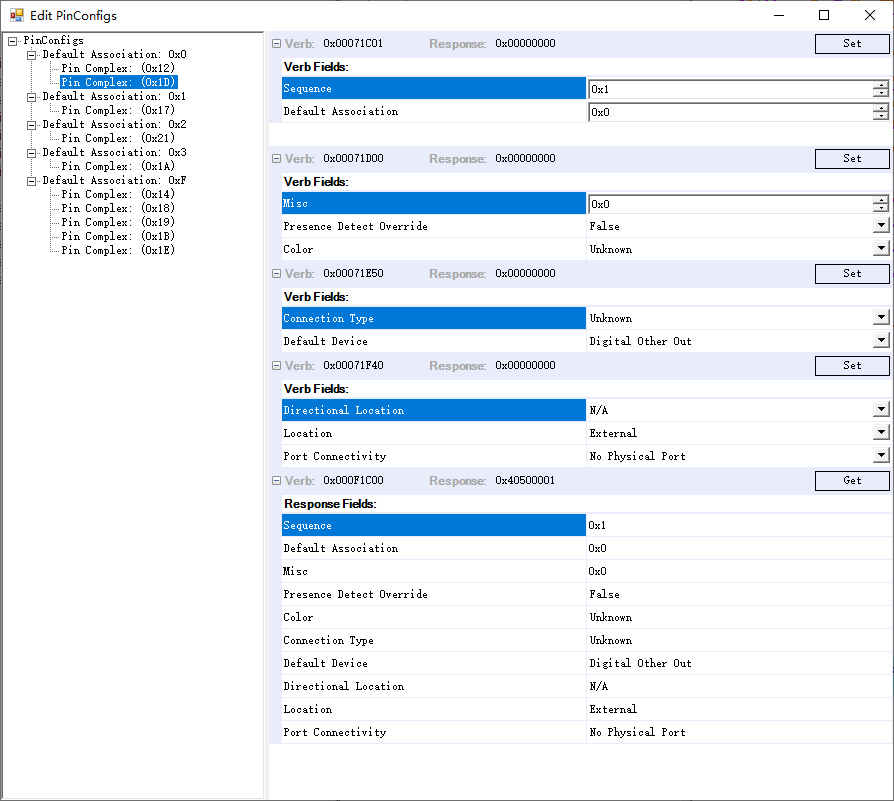 Edit PinConfigs
PinConfigs
Default Association: 0x0
Pin Complex: (0x12)
Pin Complex: (0x1D)
Default Association: 0x1
Pin Complex: (0x17)
Default Association: 0x2
Pin Complex: (0x21)
Default Association: 0x3
Pin Complex: (0x1A)
Default Association: 0xF
Pin Complex: (0x14)
Pin Complex: (0x18)
Pin Complex: (0x19)
Pin Complex: (0x1B)
Pin Complex: (0x1E)
Verb: 0x00071C01 Response: 0x00000000 Set
Verb Fields:
Sequence 0x1
Default Association 0x0
Verb: 0x00071D00 Response: 0x00000000 Set
Verb Fields:
Misc 0x0
Presence Detect Override False
Color Unknown
Verb: 0x00071E50 Response: 0x00000000 Set
Verb Fields:
Connection Type Unknown
Default Device Digital Other Out
Verb: 0x00071F40 Response: 0x00000000 Set
Verb Fields:
Directional Location N/A
Location External
Port Connectivity No Physical Port
Verb: 0x000F1C00 Response: 0x40500001 Get
Response Fields:
Sequence 0x1
Default Association 0x0
Misc 0x0
Presence Detect Override False
Color Unknown
Connection Type Unknown
Default Device Digital Other Out
Directional Location N/A
Location External
Port Connectivity No Physical Port